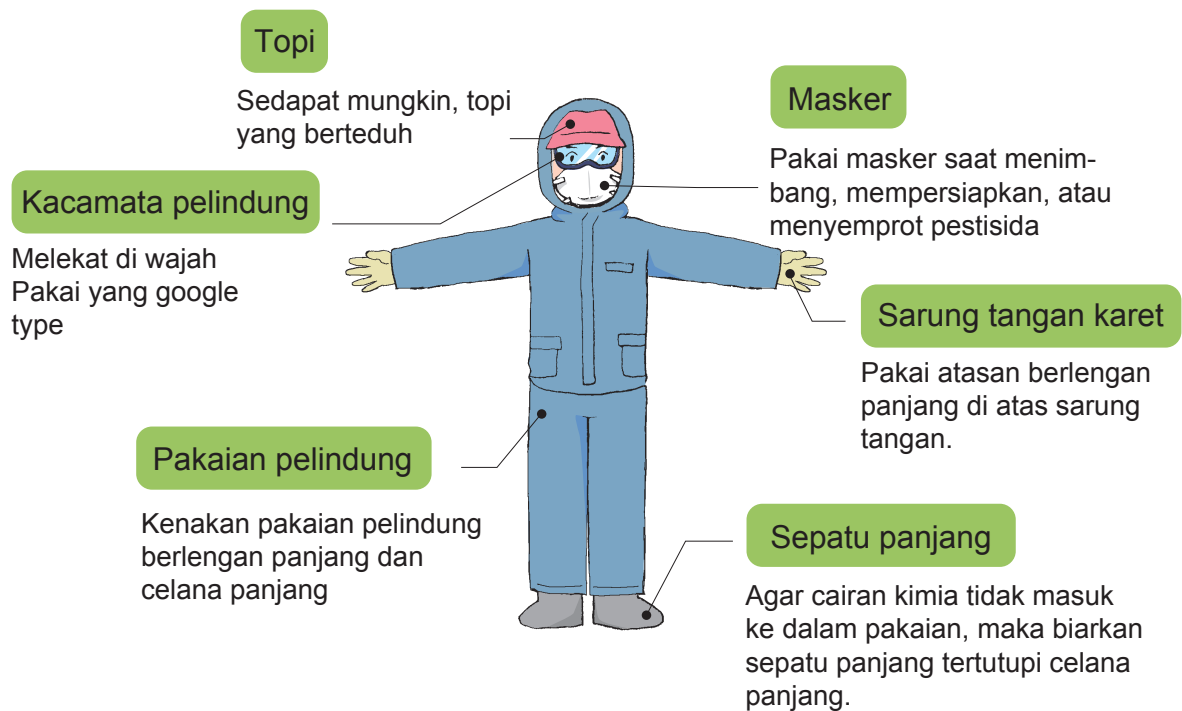 Topi
Sedapat mungkin, topi
yang berteduh
Masker
Pakai masker saat menim-
bang, mempersiapkan, atau
menyemprot pestisida
Kacamata pelindung
Melekat di wajah
Pakai yang google
type
Sarung tangan karet
Pakai atasan berlengan
panjang di atas sarung
tangan.
Pakaian pelindung
Kenakan pakaian pelindung
berlengan panjang dan
celana panjang
Sepatu panjang
Agar cairan kimia tidak masuk
ke dalam pakaian, maka biarkan
sepatu panjang tertutupi celana
panjang.